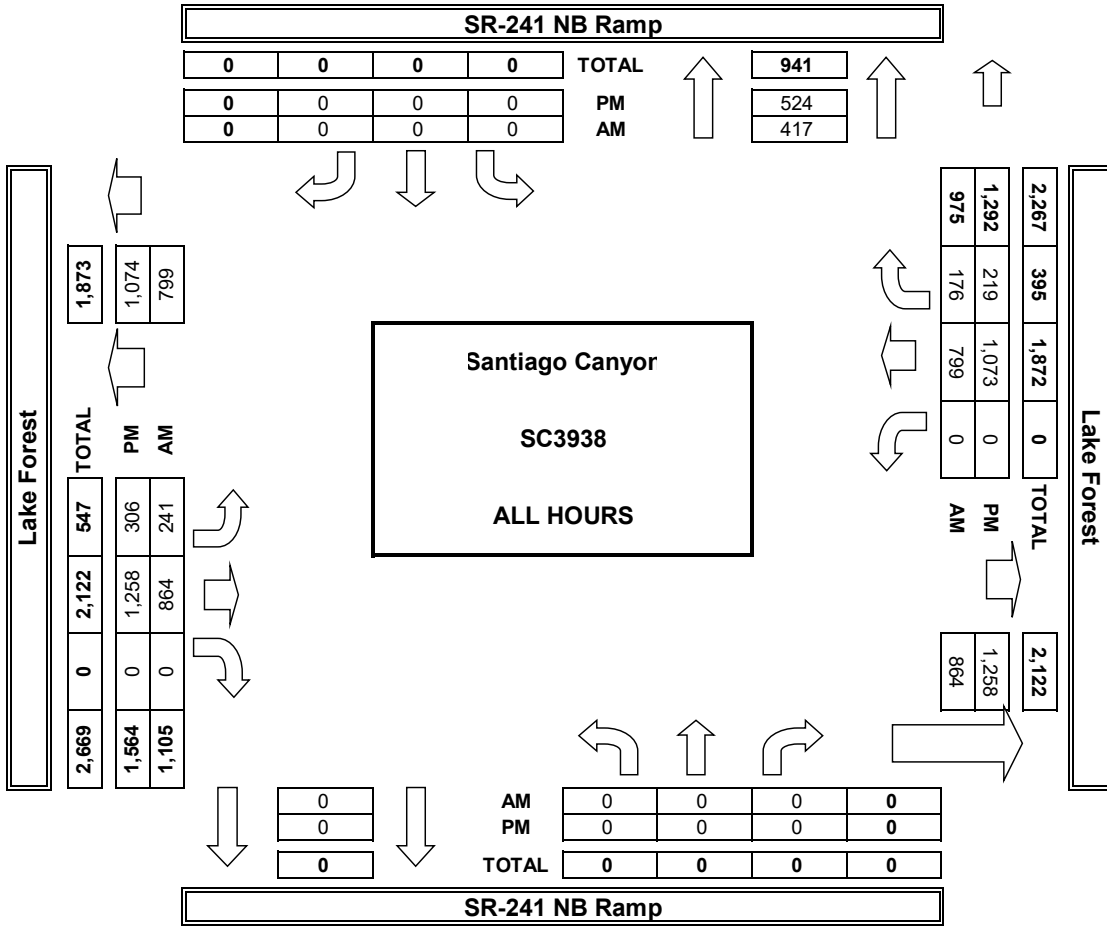 SR-241 NB Ramp
0 0 0 0 TOTAL 941
0 0 0 0 PM 524
0 0 0 0 AM 417
Lake Forest
1,873
1,074
799
TOTAL
PM
AM
547 2,122 0 2,669
306 1,258 0 1,564
241 864 0 1,105
Santiago Canyor
SC3938
ALL HOURS
2,267 395 1,872 0 TOTAL
1,292 219 1,073 0 PM
975 176 799 0 AM
2,122
1,258
864
Lake Forest
0 AM 0 0 0 0
0 PM 0 0 0 0
0 TOTAL 0 0 0 0
SR-241 NB Ramp